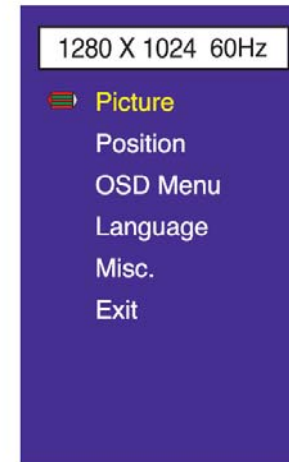 1280 X 1024 60Hz
Picture
Position
OSD Menu
Language
Misc.
Exit